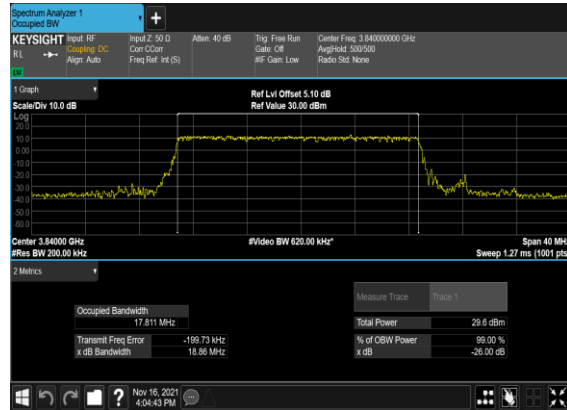 Spectrum Analyzer 1
Occupied BW
+
KEYSIGHT
RL
Input: RF
Coupling: DC
Align: Auto
Input Z: 50 Ω
Corr CCorr
Freq Ref: Int (S)
Atten: 40 dB
Trig: Free Run
Gate: Off
#IF Gain: Low
Center Freq: 3.840000000 GHz
Avg|Hold: 500/500
Radio Std: None
LW
1 Graph
Scale/Div 10.0 dB
Ref Lvl Offset 5.10 dB
Ref Value 30.00 dBm
Log
20.0
10.0
0.00
-10.0
-20.0
-30.0
-40.0
-50.0
-60.0
Center 3.84000 GHz
#Res BW 200.00 kHz
#Video BW 620.00 kHz*
Span 40 MHz
Sweep 1.27 ms (1001 pts
2 Metrics
Measure Trace Trace 1
Occupied Bandwidth
17.811 MHz
Total Power 29.6 dBm
Transmit Freq Error -199.73 kHz
% of OBW Power 99.00 %
x dB Bandwidth 18.86 MHz
x dB -26.00 dB
?
Nov 16, 2021
4:04:43 PM